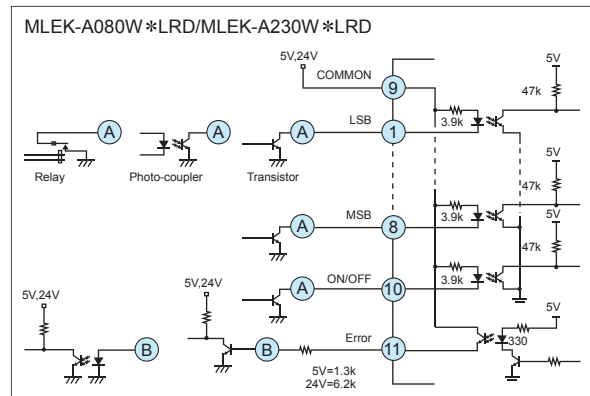 MLEK-A080W*LRD/MLEK-A230W*LRD
5V,24V
COMMON
9
5V
47k
LSB
A
A
A
1
3.9k
Relay
Photo-coupler
Transistor
5V
47k
MSB
A
8
3.9k
47k
5V,24V
5V,24V
ON/OFF
A
10
3.9k
5V
Error
B
B
11
330
5V=1.3k
24V=6.2k